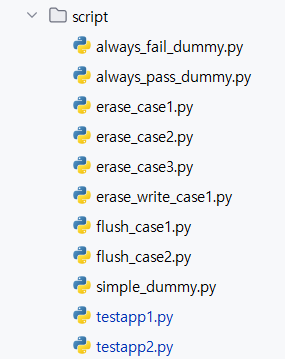 script
always_fail_dummy.py
always_pass_dummy.py
erase_case1.py
erase_case2.py
erase_case3.py
erase_write_case1.py
flush_case1.py
flush_case2.py
simple_dummy.py
testapp1.py
testapp2.py